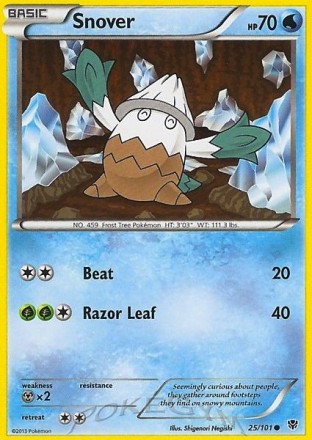 BASIC
Snover
HP70
NO. 459 Frost Tree Pokémon HT: 3'03" WT: 111.3 lbs.
Beat 20
Razor Leaf 40
weakness
resistance
×2
retreat
Seemingly curious about people,
they gather around footsteps
they find on snowy mountains.
Illus. Shigenori Negishi
25/101
©2013 Pokémon